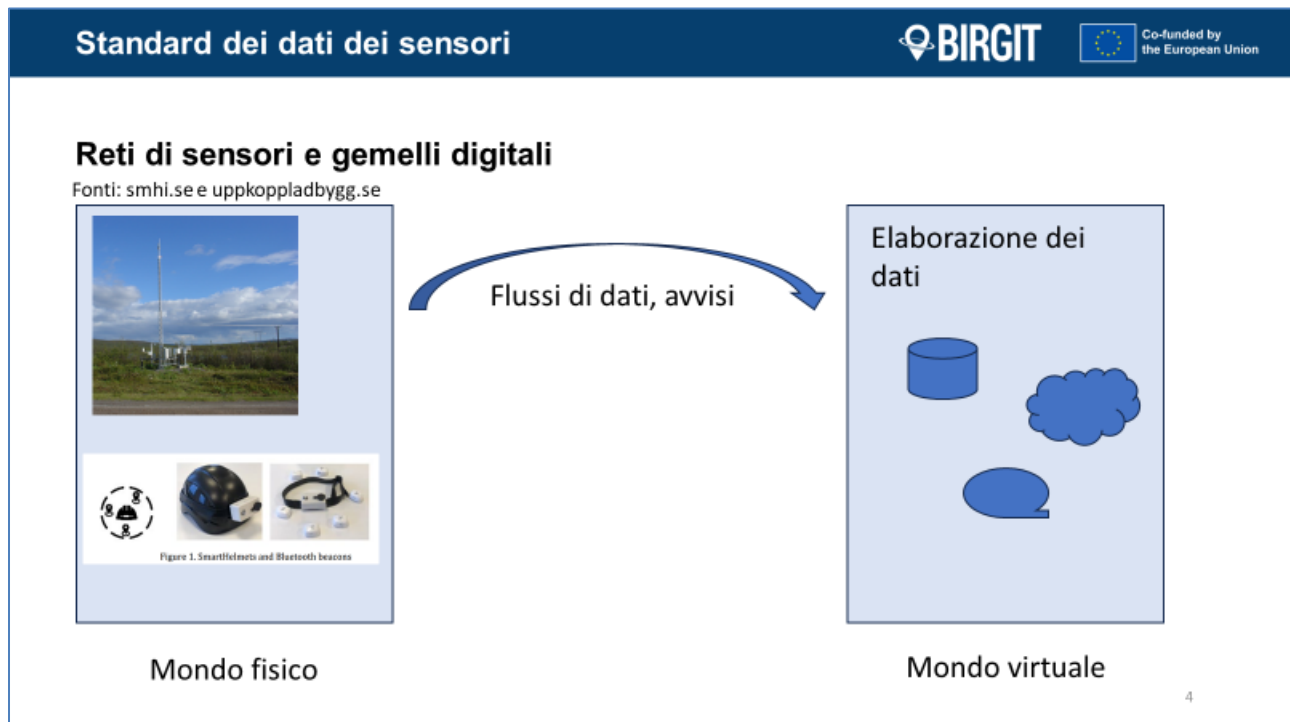 Standard dei dati dei sensori
BIRGIT
Co-funded by
the European Union
Reti di sensori e gemelli digitali
Fonti: smhi.se e uppkoppladbygg.se
Flussi di dati, avvisi
Elaborazione dei
dati
Figure 1. SmartHelmets and Bluetooth beacons
Mondo fisico
Mondo virtuale
4